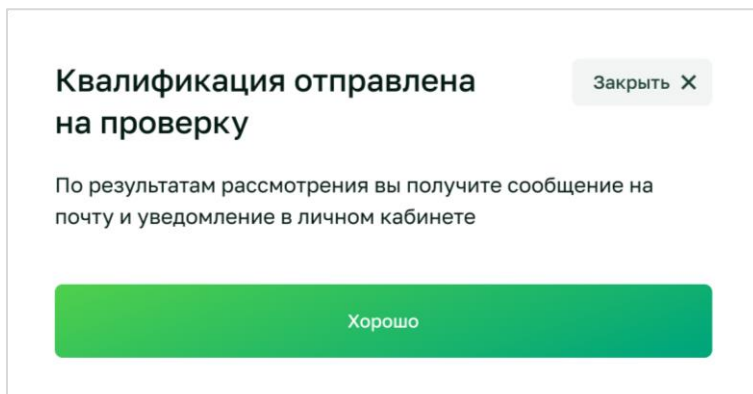 Квалификация отправлена
на проверку
Закрыть ✕
По результатам рассмотрения вы получите сообщение на
почту и уведомление в личном кабинете
Хорошо